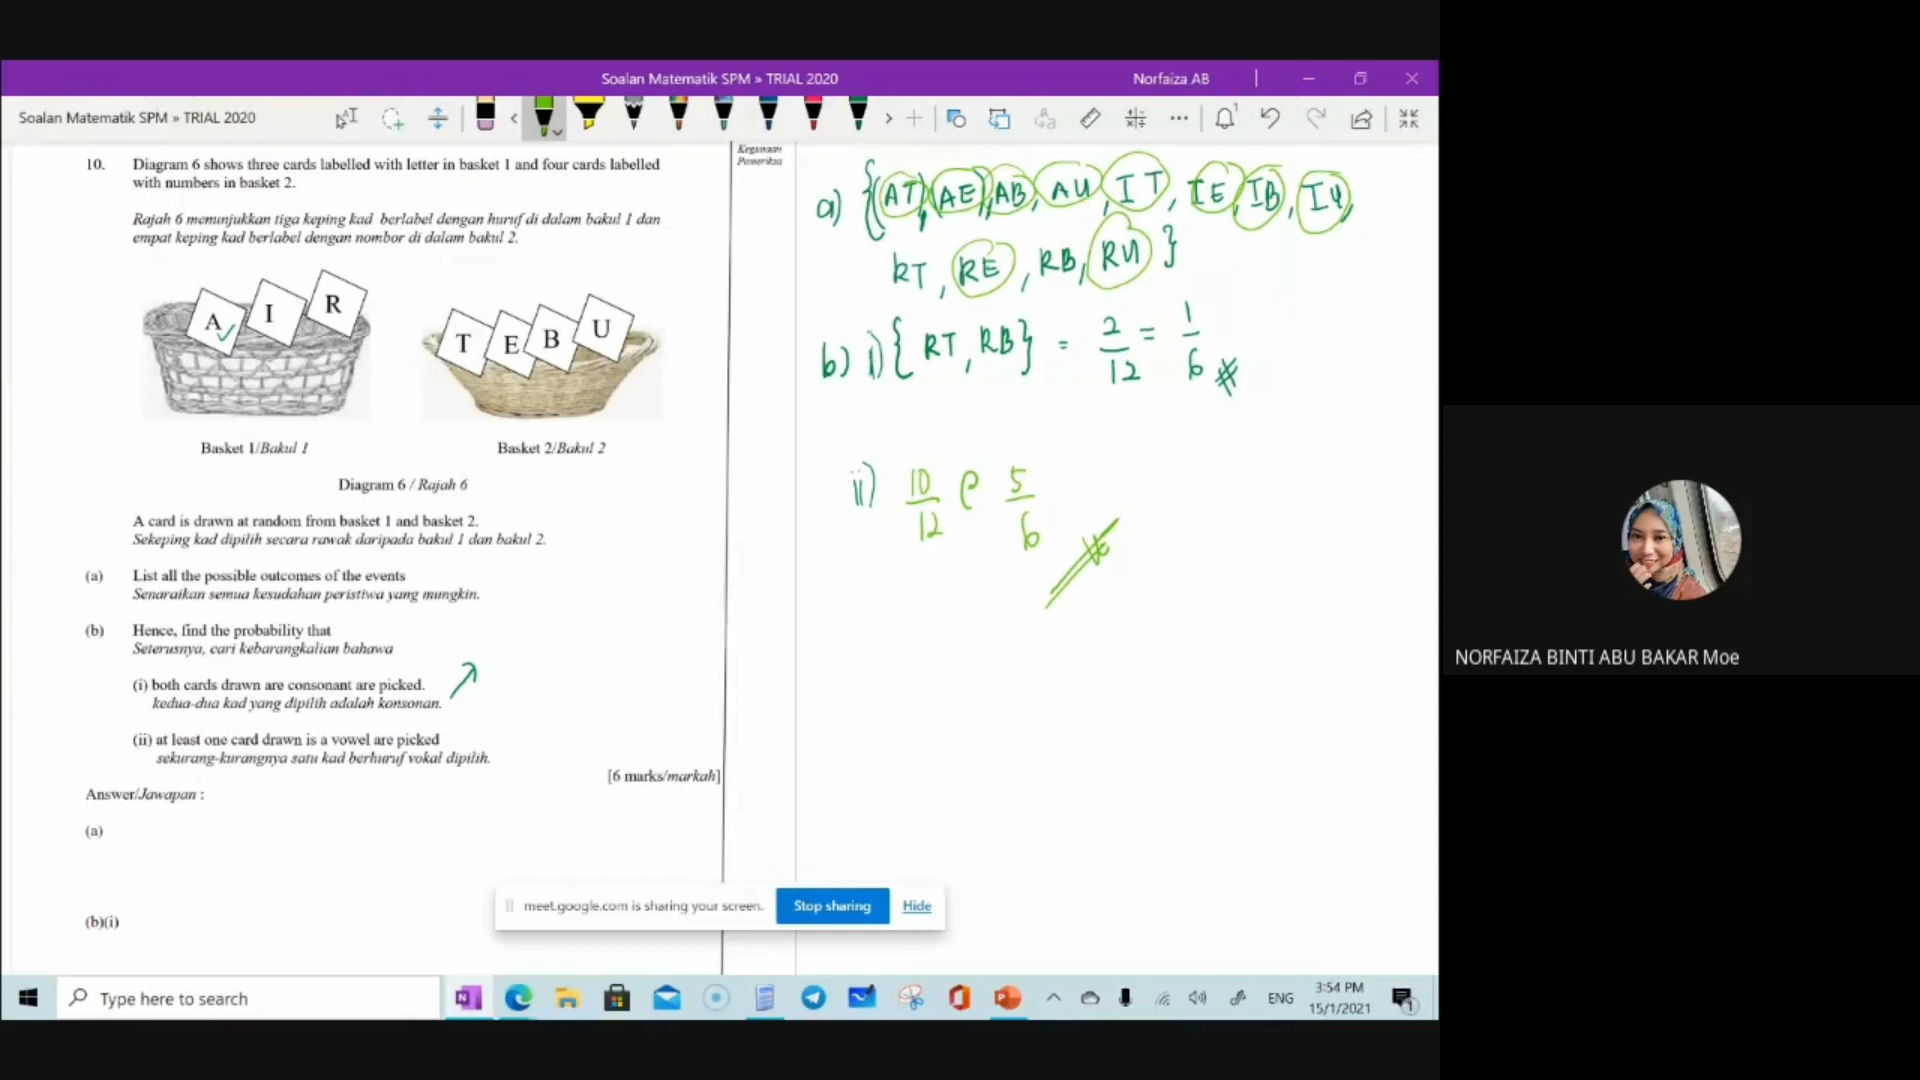 Soalan Matematik SPM » TRIAL 2020
Norfaiza AB
Soalan Matematik SPM » TRIAL 2020
10. Diagram 6 shows three cards labelled with letter in basket 1 and four cards labelled
with numbers in basket 2.
Rajah 6 menunjukkan tiga keping kad berlabel dengan huruf di dalam bakul 1 dan
empat keping kad berlabel dengan nombor di dalam bakul 2.
A I R
T E B U
Basket 1/Bakul 1
Basket 2/Bakul 2
Diagram 6 / Rajah 6
A card is drawn at random from basket 1 and basket 2.
Sekeping kad dipilih secara rawak daripada bakul 1 dan bakul 2.
(a) List all the possible outcomes of the events
Senaraikan semua kesudahan peristiwa yang mungkin.
(b) Hence, find the probability that
Seterusnya, cari kebarangkalian bahawa
(i) both cards drawn are consonant are picked.
kedua-dua kad yang dipilih adalah konsonan.
(ii) at least one card drawn is a vowel are picked
sekurang-kurangnya satu kad berhuruf vokal dipilih.
[6 marks/markah]
Answer/Jawapan :
(a)
(b)(i)
Kegunaan
Pemeriksa
a) {(AT), (AE), AB, AU, IT, IE, IB, IU,
RT, RE, RB, RU }
b) i) { RT, RB} = 2/12 = 1/6
ii) 10/12 @ 5/6
meet.google.com is sharing your screen. Stop sharing Hide
Type here to search
ENG
3:54 PM
15/1/2021
1
NORFAIZA BINTI ABU BAKAR Moe